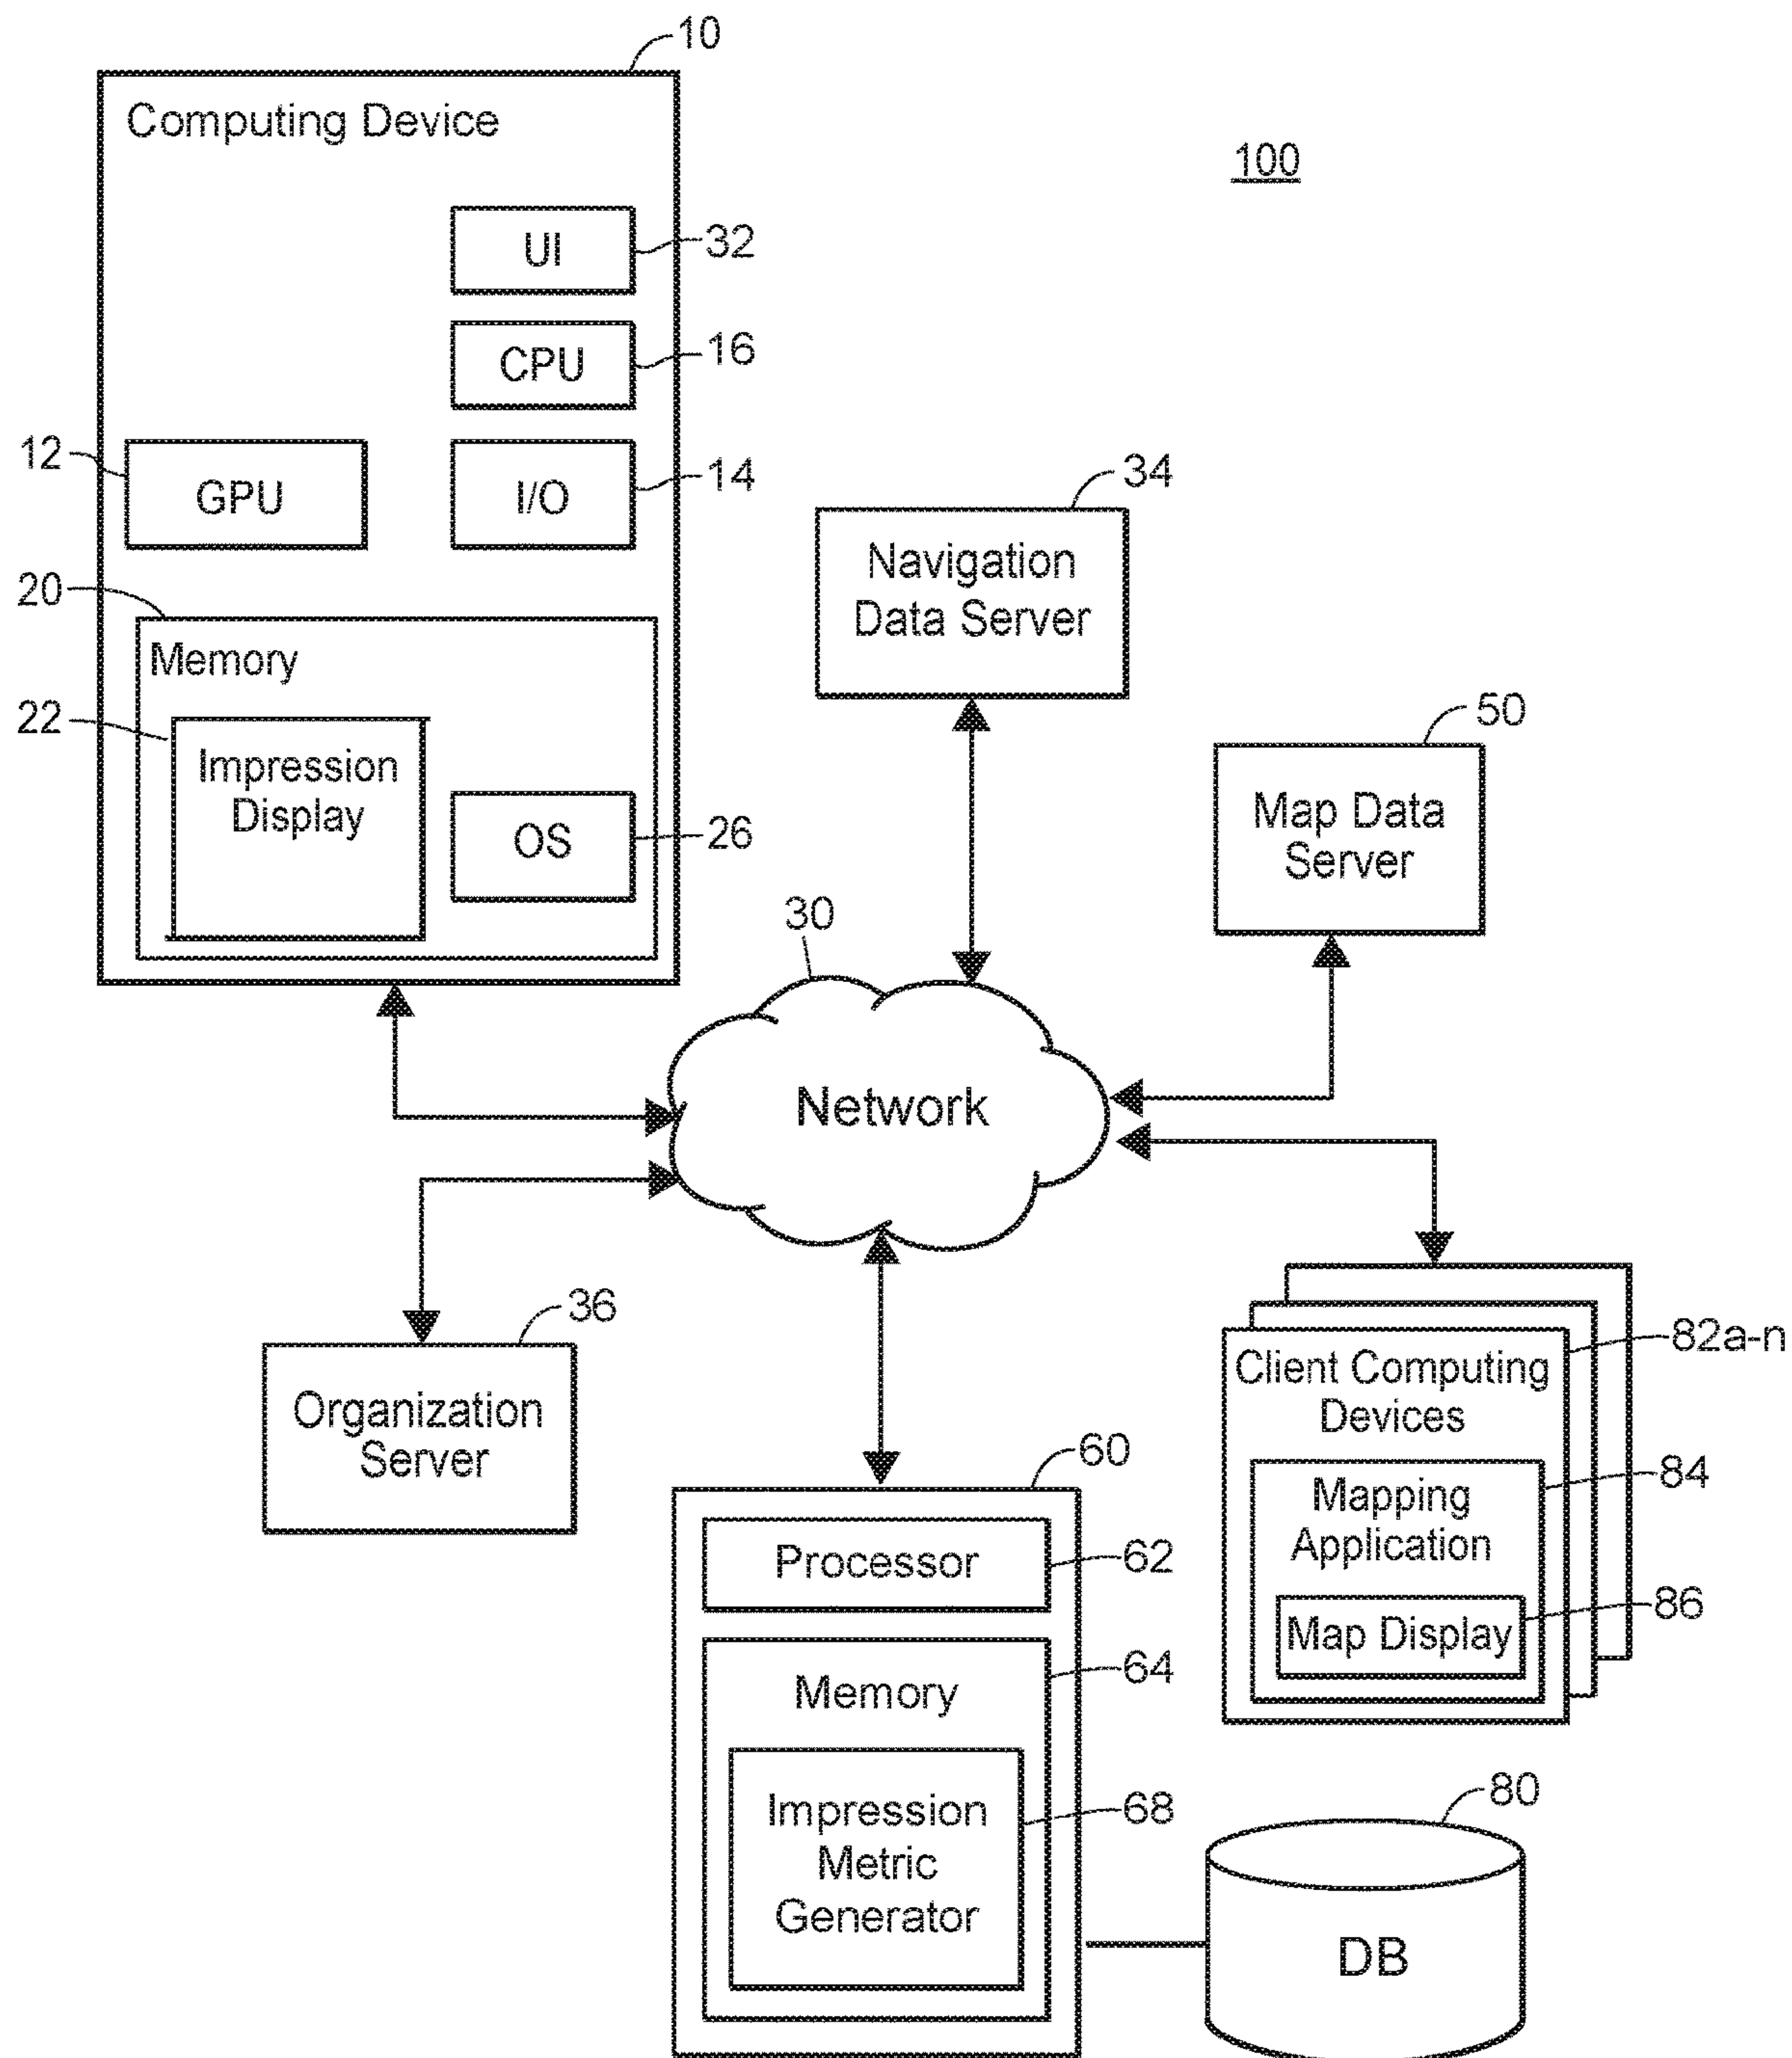 10
Computing Device
100
UI
32
CPU
16
12
GPU
I/O
14
34
Navigation
Data Server
20
Memory
22
Impression
Display
OS
26
50
Map Data
Server
30
Network
36
Organization
Server
82a-n
Client Computing
Devices
84
Mapping
Application
86
Map Display
60
Processor
62
64
Memory
Impression
Metric
Generator
68
80
DB